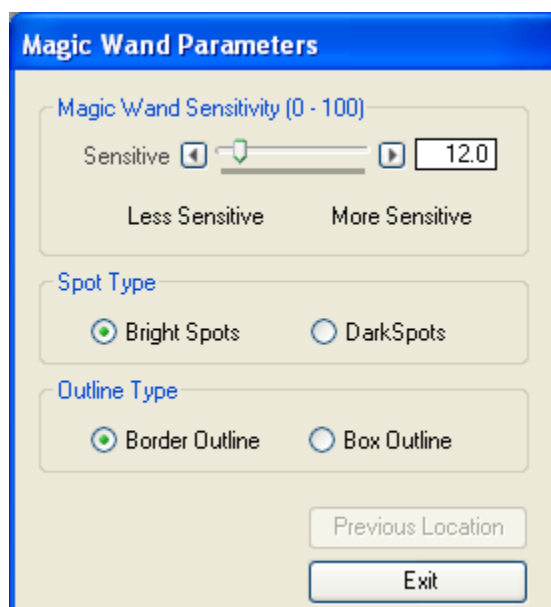 Magic Wand Parameters
Magic Wand Sensitivity (0 - 100)
Sensitive 12.0
Less Sensitive More Sensitive
Spot Type
Bright Spots DarkSpots
Outline Type
Border Outline Box Outline
Previous Location
Exit